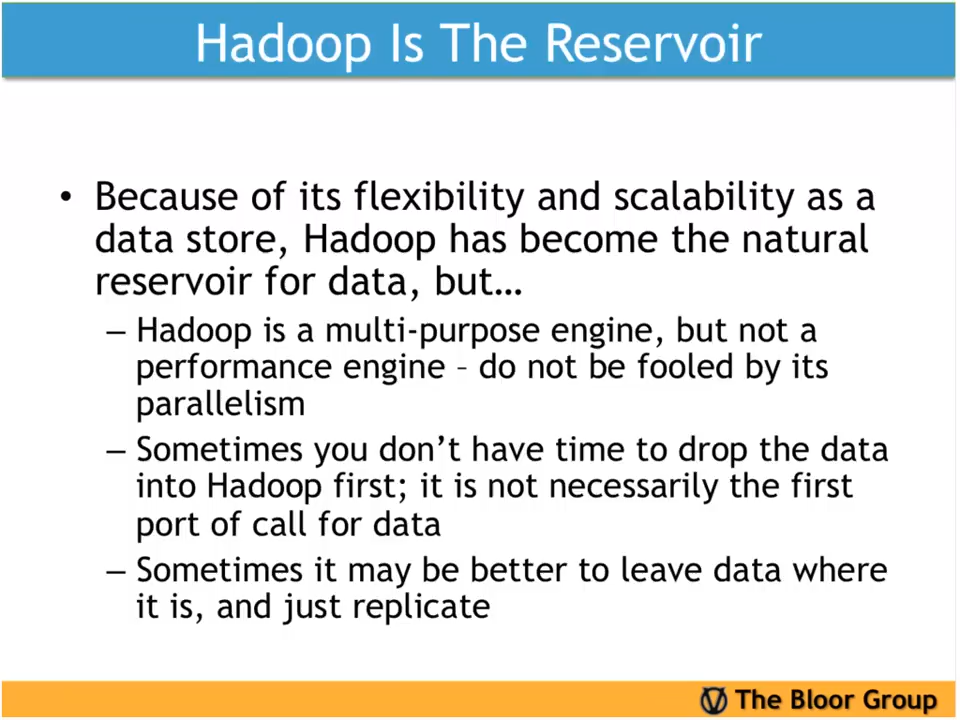 Hadoop Is The Reservoir
• Because of its flexibility and scalability as a
data store, Hadoop has become the natural
reservoir for data, but…
– Hadoop is a multi-purpose engine, but not a
performance engine – do not be fooled by its
parallelism
– Sometimes you don’t have time to drop the data
into Hadoop first; it is not necessarily the first
port of call for data
– Sometimes it may be better to leave data where
it is, and just replicate
The Bloor Group